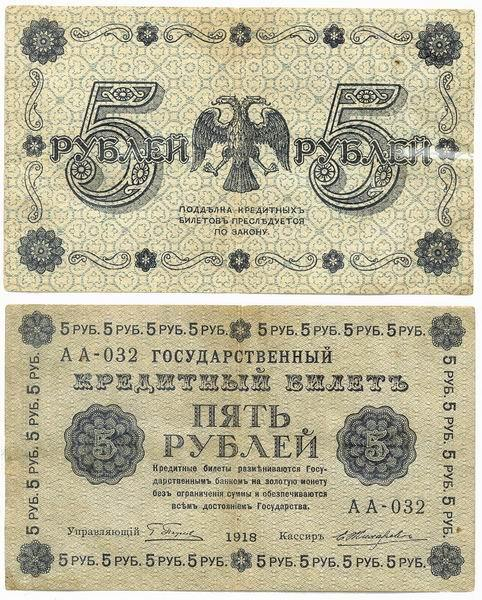 5 5
РУБЛЕЙ РУБЛЕЙ
ПОДДѢЛКА КРЕДИТНЫХЪ
БИЛЕТОВЪ ПРЕСЛѢДУЕТСЯ
ПО ЗАКОНУ.
5 РУБ. 5 РУБ. 5 РУБ. 5 РУБ. 5 РУБ. 5 РУБ. 5 РУБ. 5 РУБ.
АА-032 ГОСУДАРСТВЕННЫЙ
КРЕДИТНЫЙ БИЛЕТЪ
ПЯТЬ
РУБЛЕЙ
5 5
Кредитные билеты размѣниваются Госу-
дарственнымъ банкомъ на золотую монету
безъ ограниченія суммы и обезпечиваются
всѣмъ достояніемъ Государства.
АА-032
Управляющій 1918 Кассиръ
5 РУБ. 5 РУБ. 5 РУБ. 5 РУБ. 5 РУБ. 5 РУБ. 5 РУБ. 5 РУБ.
5 РУБ. 5 РУБ. 5 РУБ. 5 РУБ.
5 РУБ. 5 РУБ. 5 РУБ. 5 РУБ.